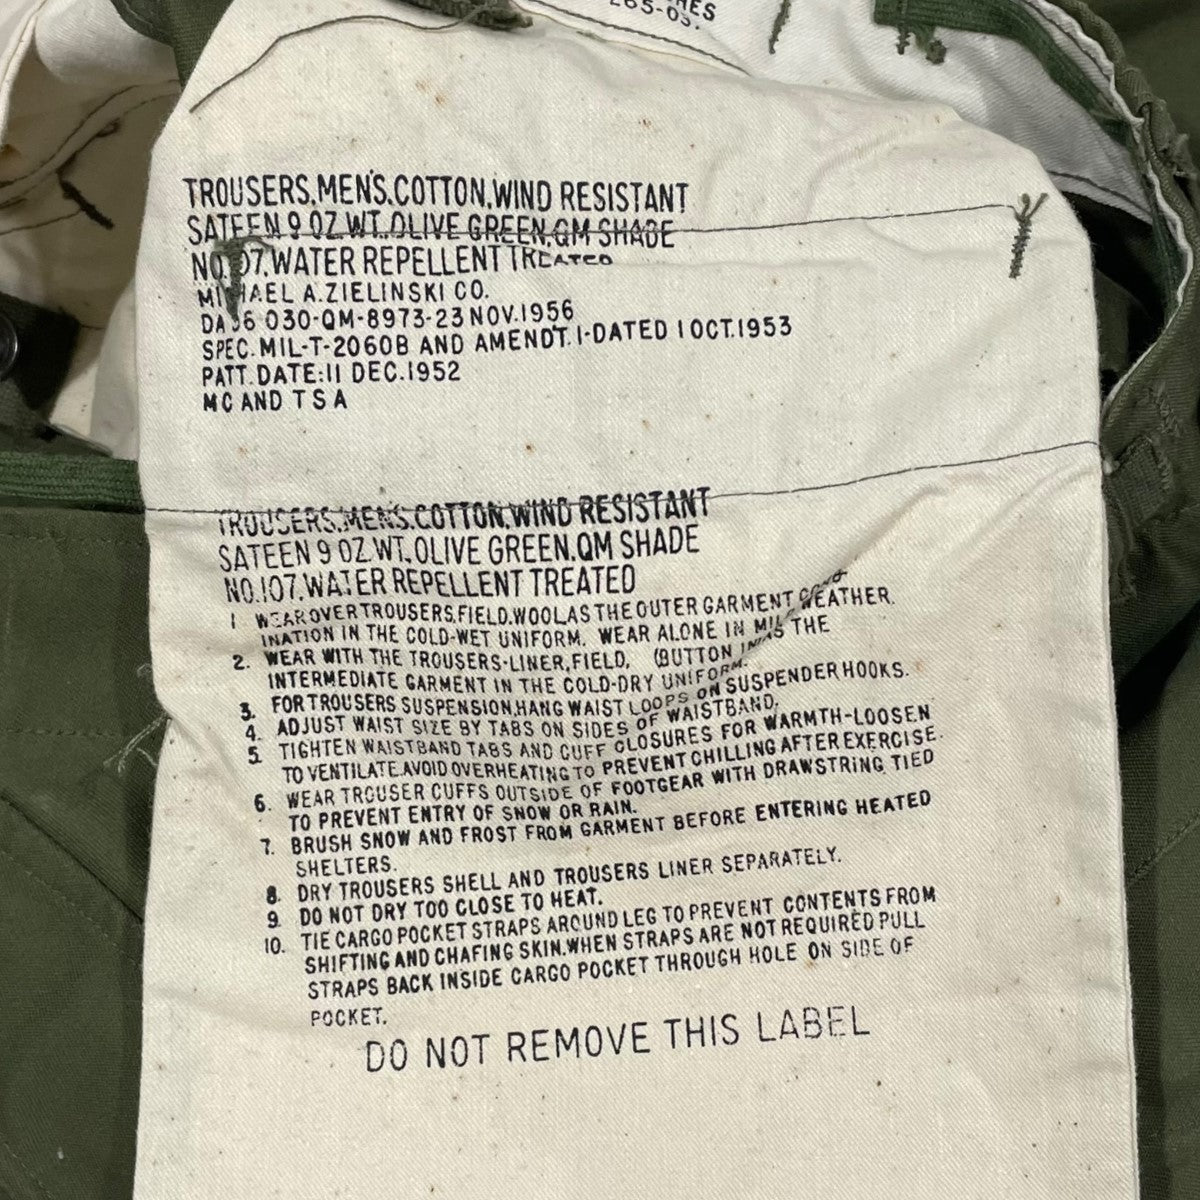 TROUSERS, MEN'S, COTTON, WIND RESISTANT
SATEEN 9 OZ. WT. OLIVE GREEN, QM SHADE
NO. 107, WATER REPELLENT TREATED
MICHAEL A. ZIELINSKI CO.
DA 36 030-QM-8973-23 NOV. 1956
SPEC. MIL-T-2060B AND AMENDT. 1-DATED 1 OCT. 1953
PATT. DATE: 11 DEC. 1952
MC AND T S A
TROUSERS, MEN'S, COTTON, WIND RESISTANT
SATEEN 9 OZ. WT. OLIVE GREEN, QM SHADE
NO. 107, WATER REPELLENT TREATED
1 WEAR OVER TROUSERS, FIELD, WOOL AS THE OUTER GARMENT WEATHER.
INATION IN THE COLD-WET UNIFORM. WEAR ALONE IN THE
2. WEAR WITH THE TROUSERS-LINER, FIELD, (BUTTON IN) AS
INTERMEDIATE GARMENT IN THE COLD-DRY UNIFORM.
3. FOR TROUSERS SUSPENSION, HANG WAIST LOOPS ON SUSPENDER HOOKS.
4. ADJUST WAIST SIZE BY TABS ON SIDES OF WAISTBAND.
5. TIGHTEN WAISTBAND TABS AND CUFF CLOSURES FOR WARMTH-LOOSEN
TO VENTILATE. AVOID OVERHEATING TO PREVENT CHILLING AFTER EXERCISE.
6. WEAR TROUSER CUFFS OUTSIDE OF FOOTGEAR WITH DRAWSTRING TIED
TO PREVENT ENTRY OF SNOW OR RAIN.
7. BRUSH SNOW AND FROST FROM GARMENT BEFORE ENTERING HEATED
SHELTERS.
8. DRY TROUSERS SHELL AND TROUSERS LINER SEPARATELY.
9. DO NOT DRY TOO CLOSE TO HEAT.
10. TIE CARGO POCKET STRAPS AROUND LEG TO PREVENT CONTENTS FROM
SHIFTING AND CHAFING SKIN. WHEN STRAPS ARE NOT REQUIRED PULL
STRAPS BACK INSIDE CARGO POCKET THROUGH HOLE ON SIDE OF
POCKET.
DO NOT REMOVE THIS LABEL